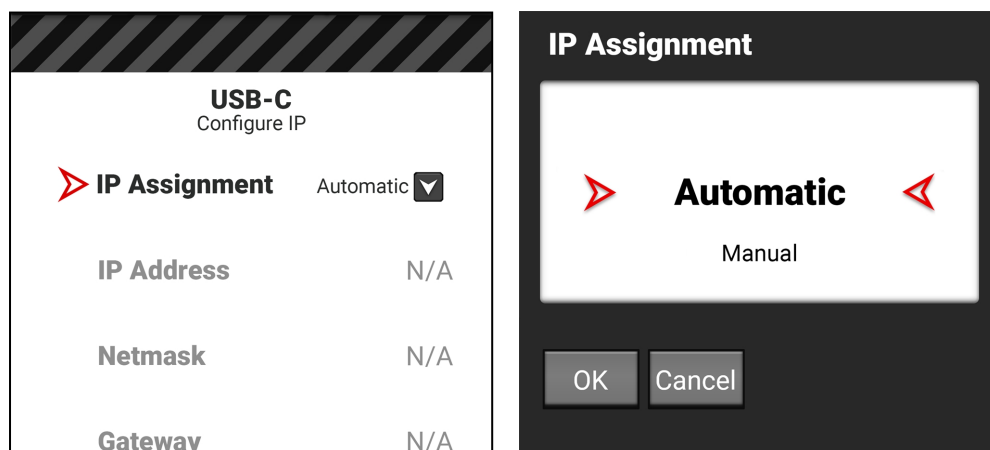 USB-C
Configure IP
IP Assignment Automatic
IP Address N/A
Netmask N/A
Gateway N/A
IP Assignment
Automatic
Manual
OK Cancel